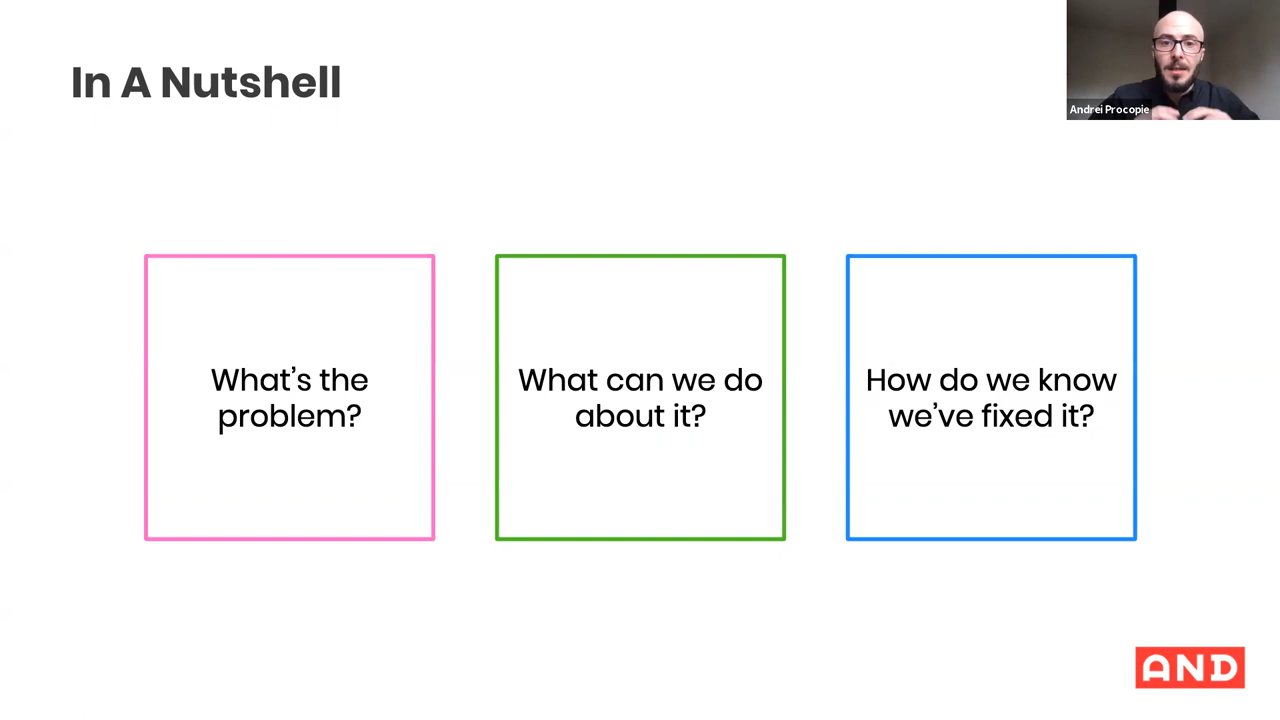 In A Nutshell
Andrei Procopie
What's the
problem?
What can we do
about it?
How do we know
we've fixed it?
AND